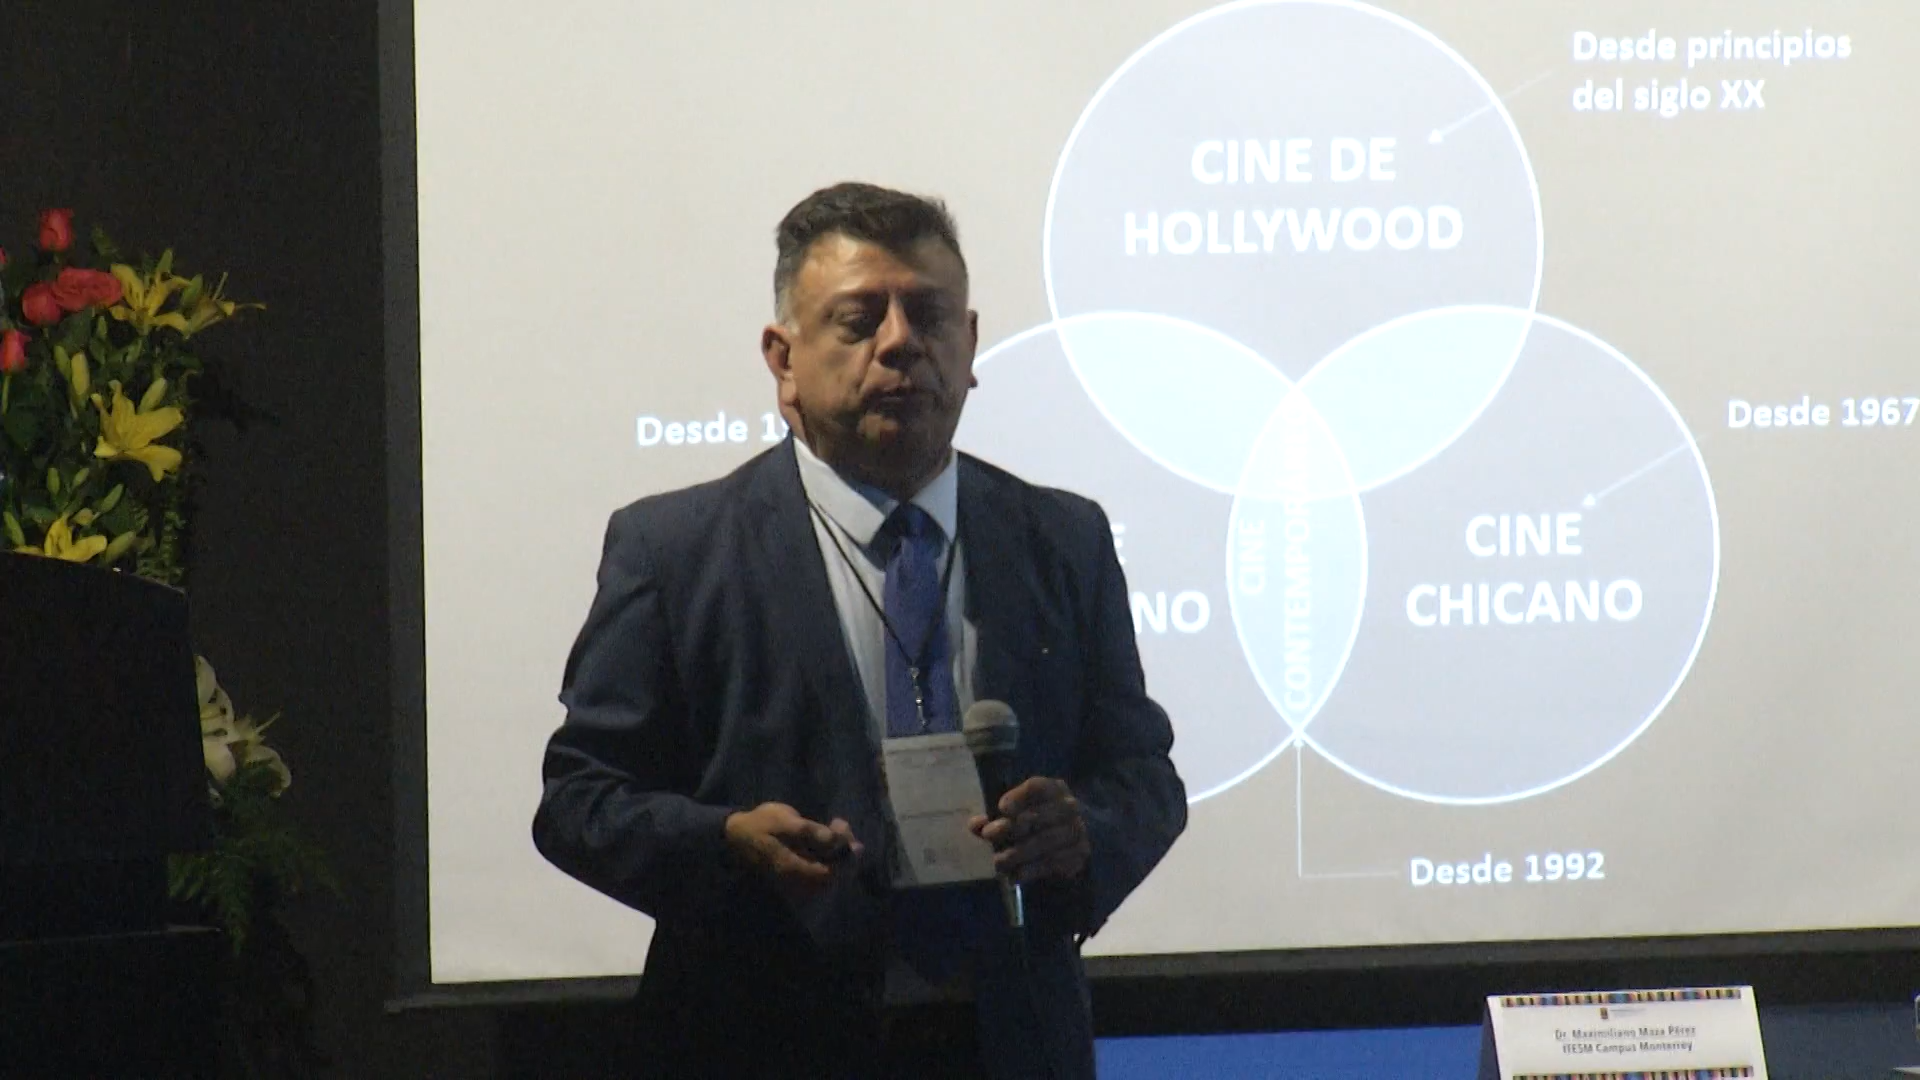 Desde principios
del siglo XX
CINE DE
HOLLYWOOD
Desde 1967
Desde
CINE
CHICANO
NO
CINE
Desde 1992
Dr. Maximiliano Maza Pérez
ITESM Campus Monterrey